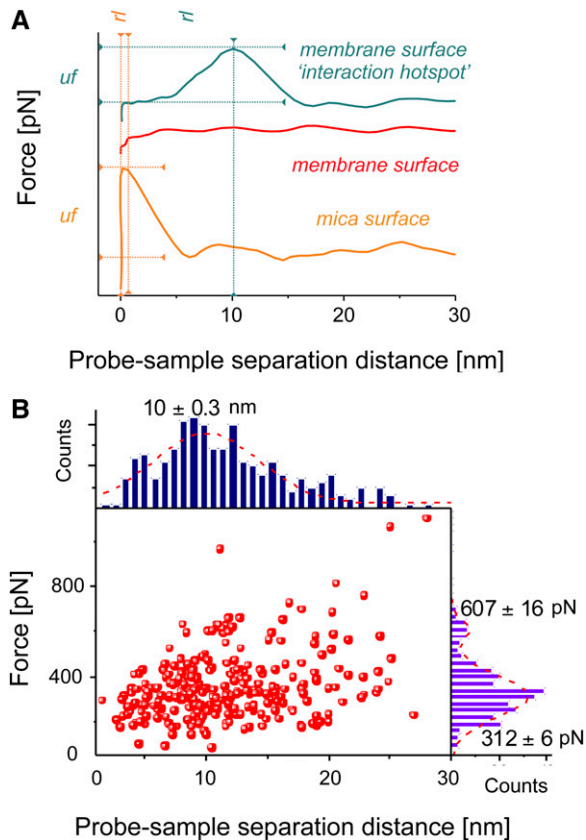 A
rl
rl
membrane surface
'interaction hotspot'
uf
membrane surface
uf
mica surface
Force [pN]
0
10
20
30
Probe-sample separation distance [nm]
B
10 ± 0.3 nm
Counts
Force [pN]
800
400
0
607 ± 16 pN
312 ± 6 pN
0
10
20
30
Counts
Probe-sample separation distance [nm]